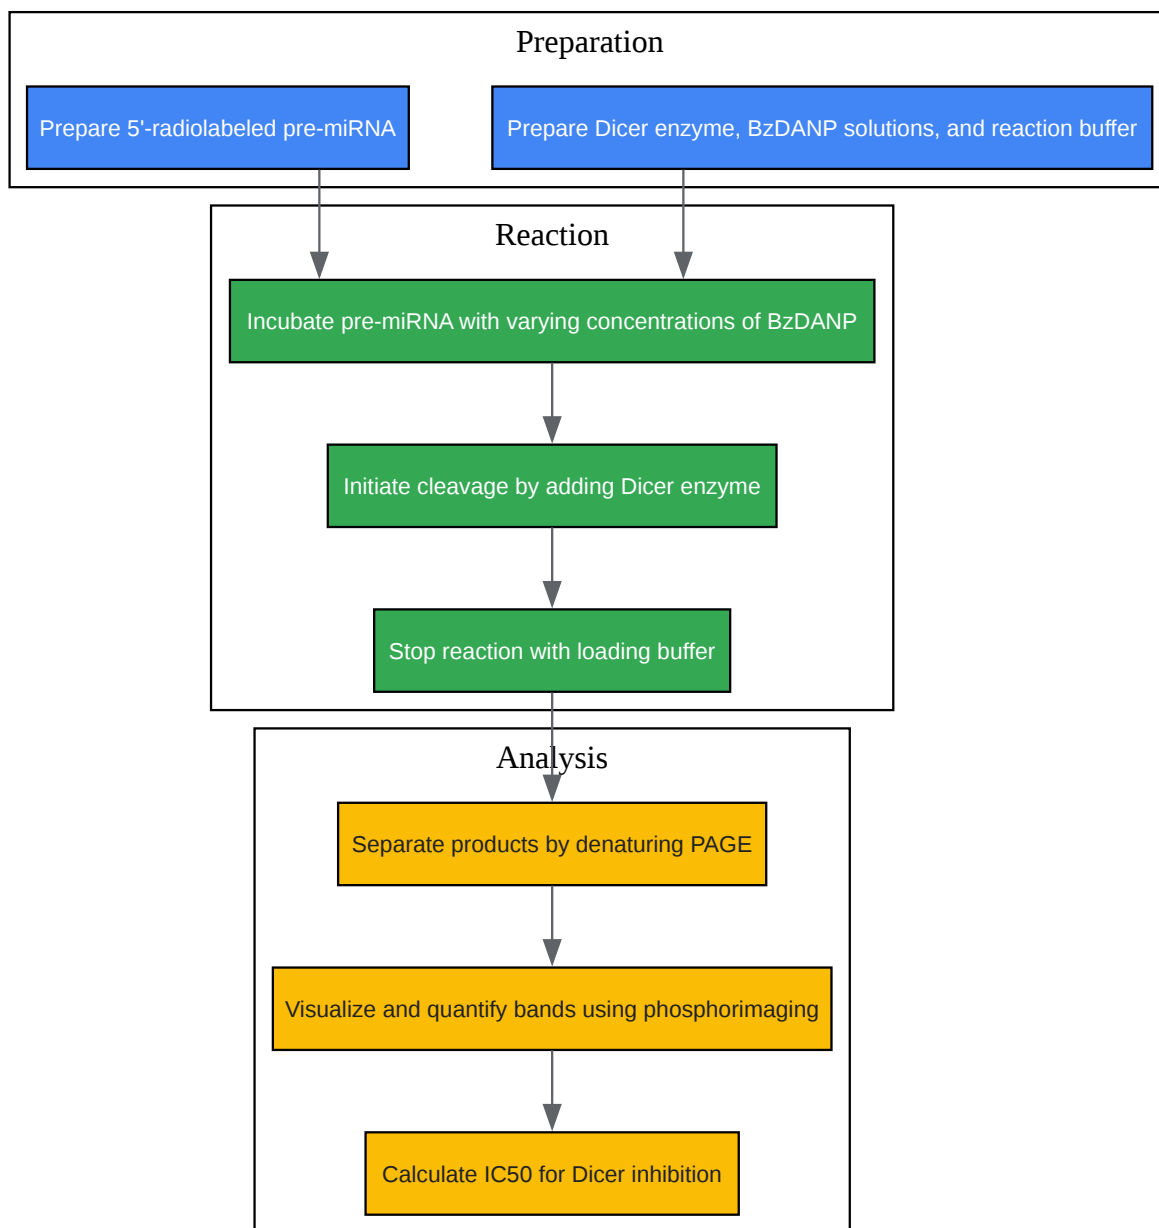 Preparation
Prepare 5'-radiolabeled pre-miRNA
Prepare Dicer enzyme, BzDANP solutions, and reaction buffer
Reaction
Incubate pre-miRNA with varying concentrations of BzDANP
Initiate cleavage by adding Dicer enzyme
Stop reaction with loading buffer
Analysis
Separate products by denaturing PAGE
Visualize and quantify bands using phosphorimaging
Calculate IC50 for Dicer inhibition